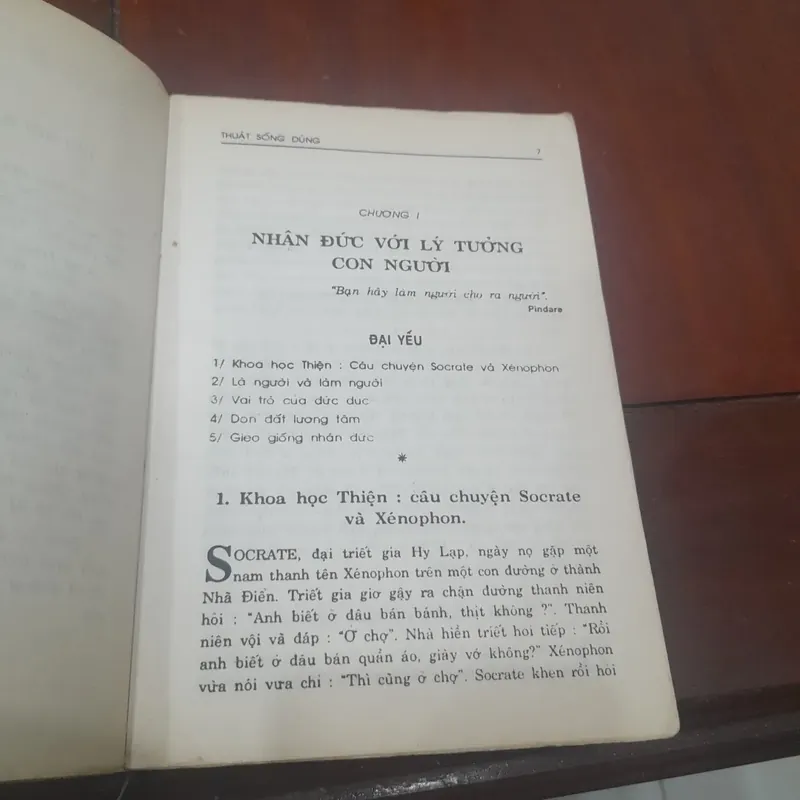 THUẬT SỐNG DŨNG
7
CHƯƠNG I
NHÂN ĐỨC VỚI LÝ TƯỞNG
CON NGƯỜI
"Bạn hãy làm người cho ra người".
Pindare
ĐẠI YẾU
1/ Khoa học Thiện : Câu chuyện Socrate và Xénophon
2/ Là người và làm người
3/ Vai trò của đức dục
4/ Dọn đất lương tâm
5/ Gieo giống nhân đức
*
1. Khoa học Thiện : câu chuyện Socrate
và Xénophon.
SOCRATE, đại triết gia Hy Lạp, ngày nọ gặp một
nam thanh tên Xénophon trên một con đường ở thành
Nhã Điển. Triết gia giơ gậy ra chận đường thanh niên
hỏi : "Anh biết ở đâu bán bánh, thịt không ?". Thanh
niên vội vã đáp : "Ở chợ". Nhà hiền triết hỏi tiếp : "Rồi
anh biết ở đâu bán quần áo, giày vớ không?" Xénophon
vừa nói vừa chỉ : "Thì cũng ở chợ". Socrate khen rồi hỏi